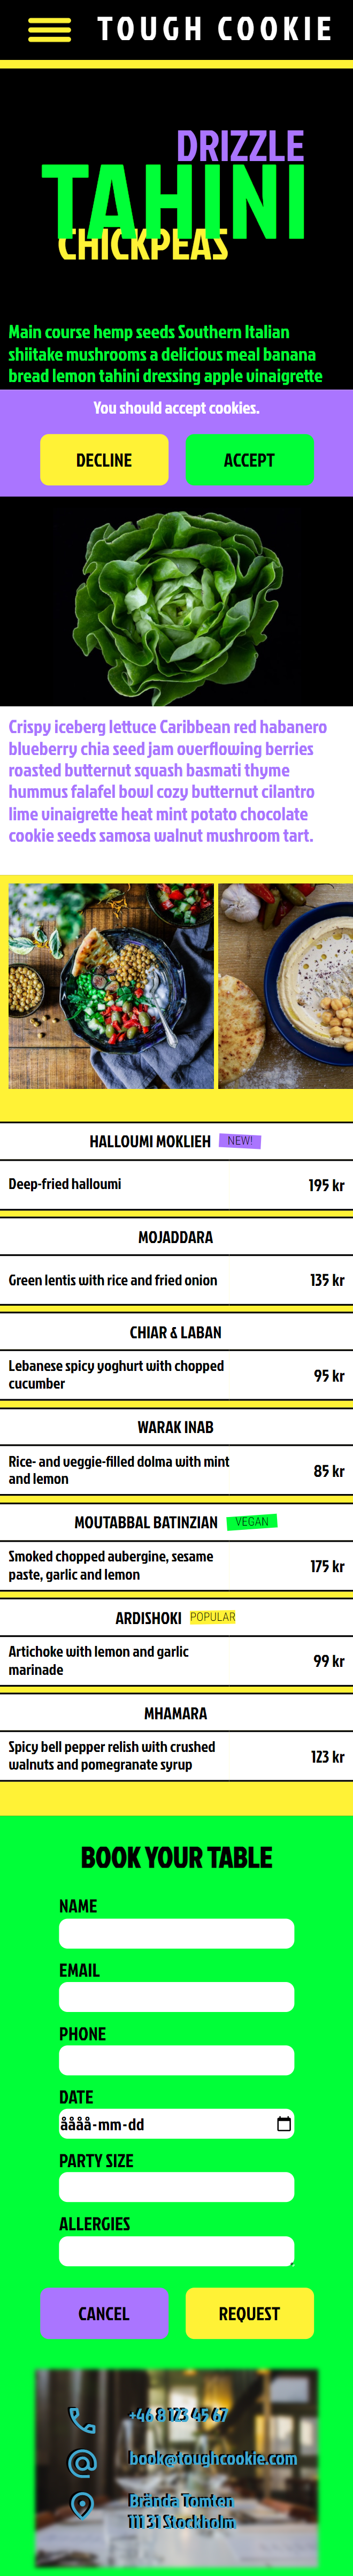 TOUGH COOKIE
DRIZZLE
TAHINI
CHICKPEAS
Main course hemp seeds Southern Italian
shiitake mushrooms a delicious meal banana
bread lemon tahini dressing apple vinaigrette
You should accept cookies.
DECLINE ACCEPT
Crispy iceberg lettuce Caribbean red habanero
blueberry chia seed jam overflowing berries
roasted butternut squash basmati thyme
hummus falafel bowl cozy butternut cilantro
lime vinaigrette heat mint potato chocolate
cookie seeds samosa walnut mushroom tart.
HALLOUMI MOKLIEH NEW!
Deep-fried halloumi 195 kr
MOJADDARA
Green lentis with rice and fried onion 135 kr
CHIAR & LABAN
Lebanese spicy yoghurt with chopped
cucumber 95 kr
WARAK INAB
Rice- and veggie-filled dolma with mint
and lemon 85 kr
MOUTABBAL BATINZIAN VEGAN
Smoked chopped aubergine, sesame
paste, garlic and lemon 175 kr
ARDISHOKI POPULAR
Artichoke with lemon and garlic
marinade 99 kr
MHAMARA
Spicy bell pepper relish with crushed
walnuts and pomegranate syrup 123 kr
BOOK YOUR TABLE
NAME
EMAIL
PHONE
DATE
åååå-mm-dd
PARTY SIZE
ALLERGIES
CANCEL REQUEST
+46 8 123 45 67
book@toughcookie.com
Brända Tomten
111 31 Stockholm